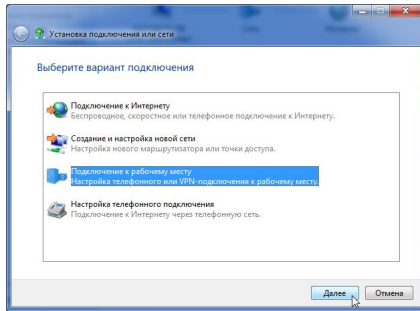 Установка подключения или сети
Выберите вариант подключения
Подключение к Интернету
Беспроводное, скоростное или телефонное подключение к Интернету.
Создание и настройка новой сети
Настройка нового маршрутизатора или точки доступа.
Подключение к рабочему месту
Настройка телефонного или VPN-подключения к рабочему месту.
Настройка телефонного подключения
Подключение к Интернету через телефонную сеть.
Далее
Отмена